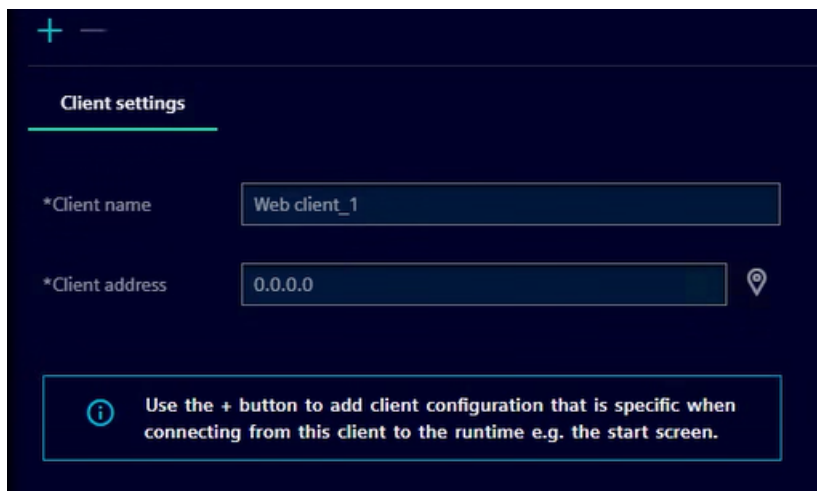 Client settings
*Client name
Web client_1
*Client address
0.0.0.0
Use the + button to add client configuration that is specific when
connecting from this client to the runtime e.g. the start screen.